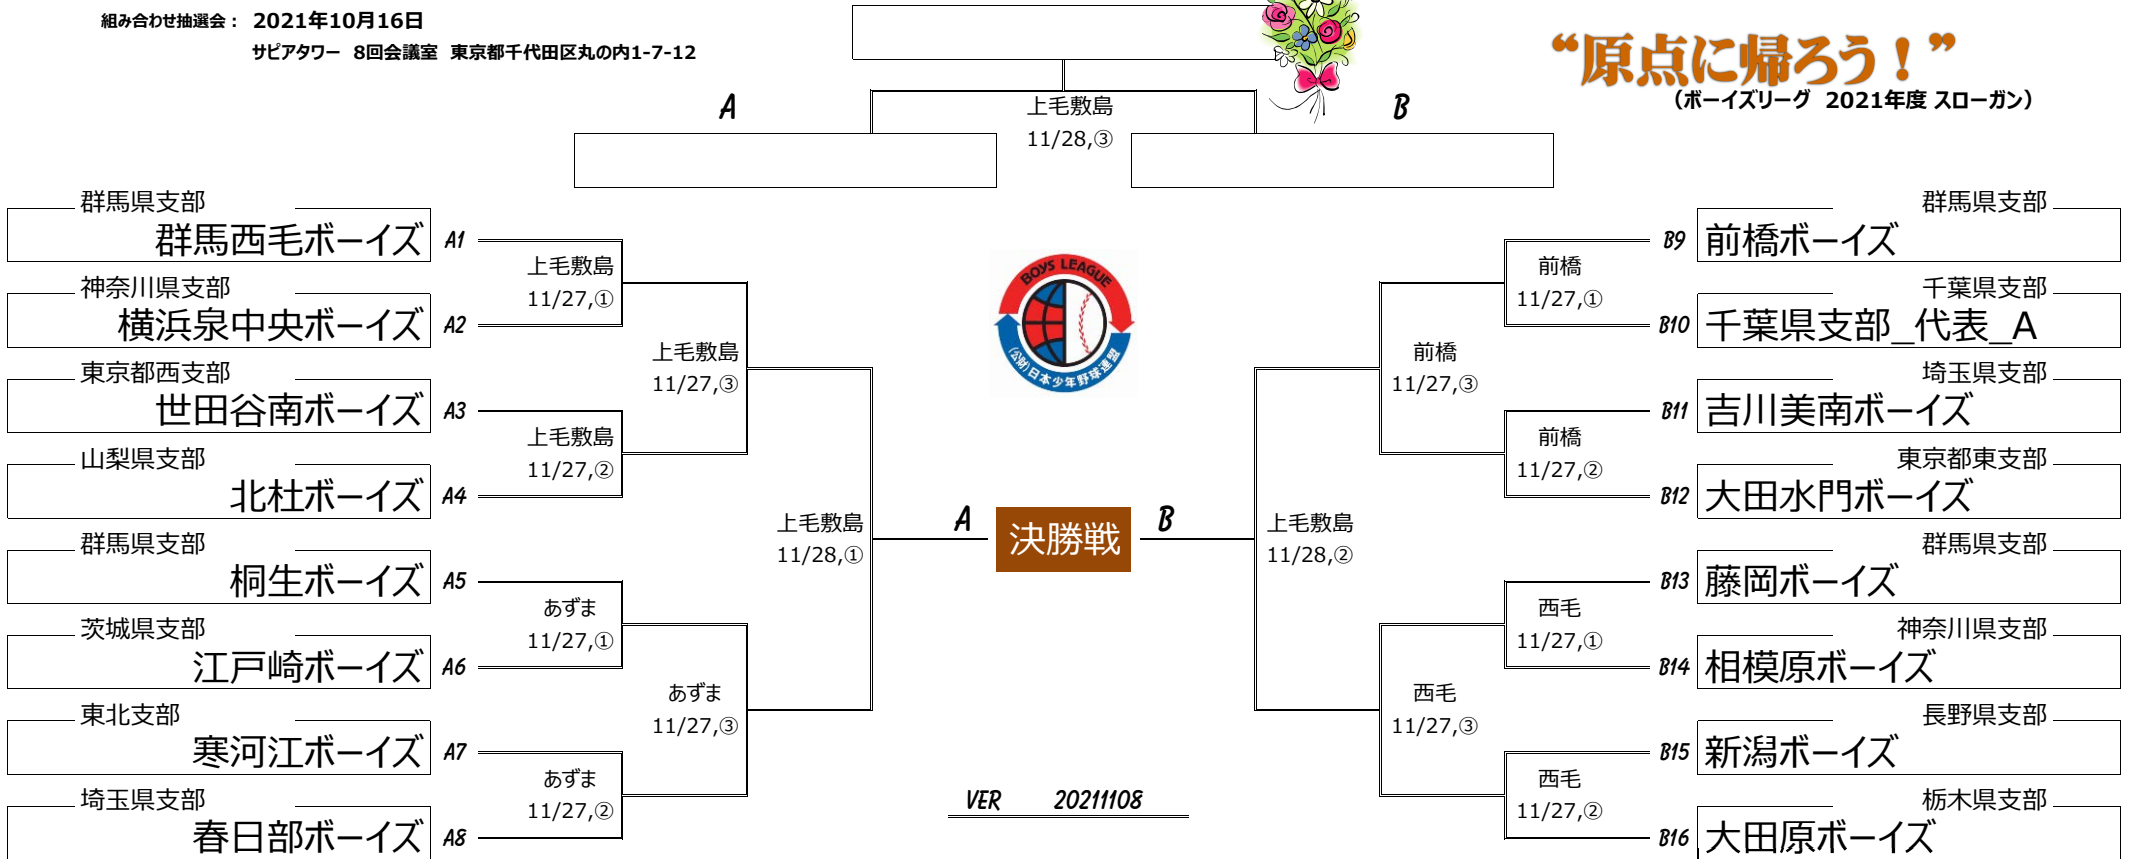 組み合わせ抽選会： 2021年10月16日
サピアタワー 8回会議室 東京都千代田区丸の内1-7-12
“原点に帰ろう！”
（ボーイズリーグ 2021年度 スローガン）
A
上毛敷島
11/28,③
B
群馬県支部
群馬西毛ボーイズ A1
上毛敷島
11/27,①
神奈川県支部
横浜泉中央ボーイズ A2
上毛敷島
11/27,③
東京都西支部
世田谷南ボーイズ A3
上毛敷島
11/27,②
山梨県支部
北杜ボーイズ A4
上毛敷島
11/28,①
群馬県支部
桐生ボーイズ A5
あずま
11/27,①
茨城県支部
江戸崎ボーイズ A6
あずま
11/27,③
東北支部
寒河江ボーイズ A7
あずま
11/27,②
埼玉県支部
春日部ボーイズ A8
BOYS LEAGUE
(公財)日本少年野球連盟
A 決勝戦 B
VER 20211108
群馬県支部
B9 前橋ボーイズ
前橋
11/27,①
千葉県支部
B10 千葉県支部_代表_A
前橋
11/27,③
埼玉県支部
B11 吉川美南ボーイズ
前橋
11/27,②
東京都東支部
B12 大田水門ボーイズ
上毛敷島
11/28,②
群馬県支部
B13 藤岡ボーイズ
西毛
11/27,①
神奈川県支部
B14 相模原ボーイズ
西毛
11/27,③
長野県支部
B15 新潟ボーイズ
西毛
11/27,②
栃木県支部
B16 大田原ボーイズ